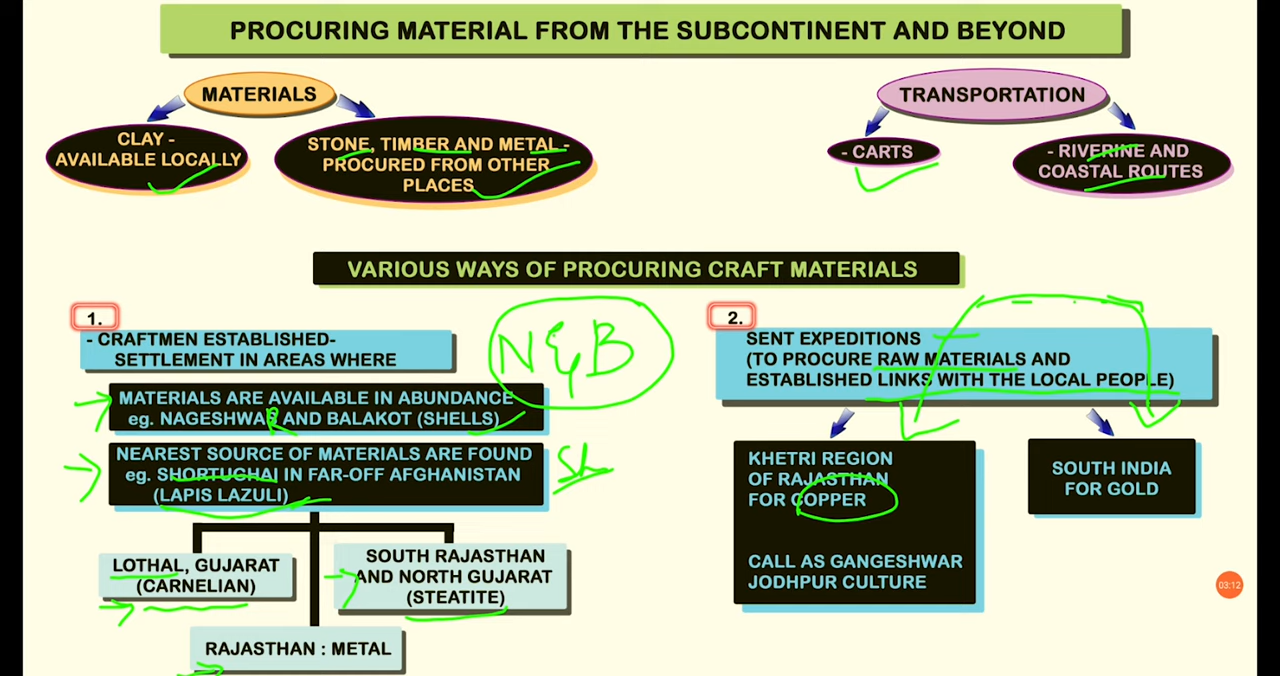 PROCURING MATERIAL FROM THE SUBCONTINENT AND BEYOND
MATERIALS
CLAY -
AVAILABLE LOCALLY
STONE, TIMBER AND METAL -
PROCURED FROM OTHER
PLACES
TRANSPORTATION
- CARTS
- RIVERINE AND
COASTAL ROUTES
VARIOUS WAYS OF PROCURING CRAFT MATERIALS
1.
- CRAFTMEN ESTABLISHED-
SETTLEMENT IN AREAS WHERE
N & B
MATERIALS ARE AVAILABLE IN ABUNDANCE
eg. NAGESHWAR AND BALAKOT (SHELLS)
NEAREST SOURCE OF MATERIALS ARE FOUND
eg. SHORTUGHAI IN FAR-OFF AFGHANISTAN
(LAPIS LAZULI)
Sh
LOTHAL, GUJARAT
(CARNELIAN)
SOUTH RAJASTHAN
AND NORTH GUJARAT
(STEATITE)
RAJASTHAN : METAL
2.
SENT EXPEDITIONS
(TO PROCURE RAW MATERIALS AND
ESTABLISHED LINKS WITH THE LOCAL PEOPLE)
KHETRI REGION
OF RAJASTHAN
FOR COPPER
CALL AS GANGESHWAR
JODHPUR CULTURE
SOUTH INDIA
FOR GOLD
03:12